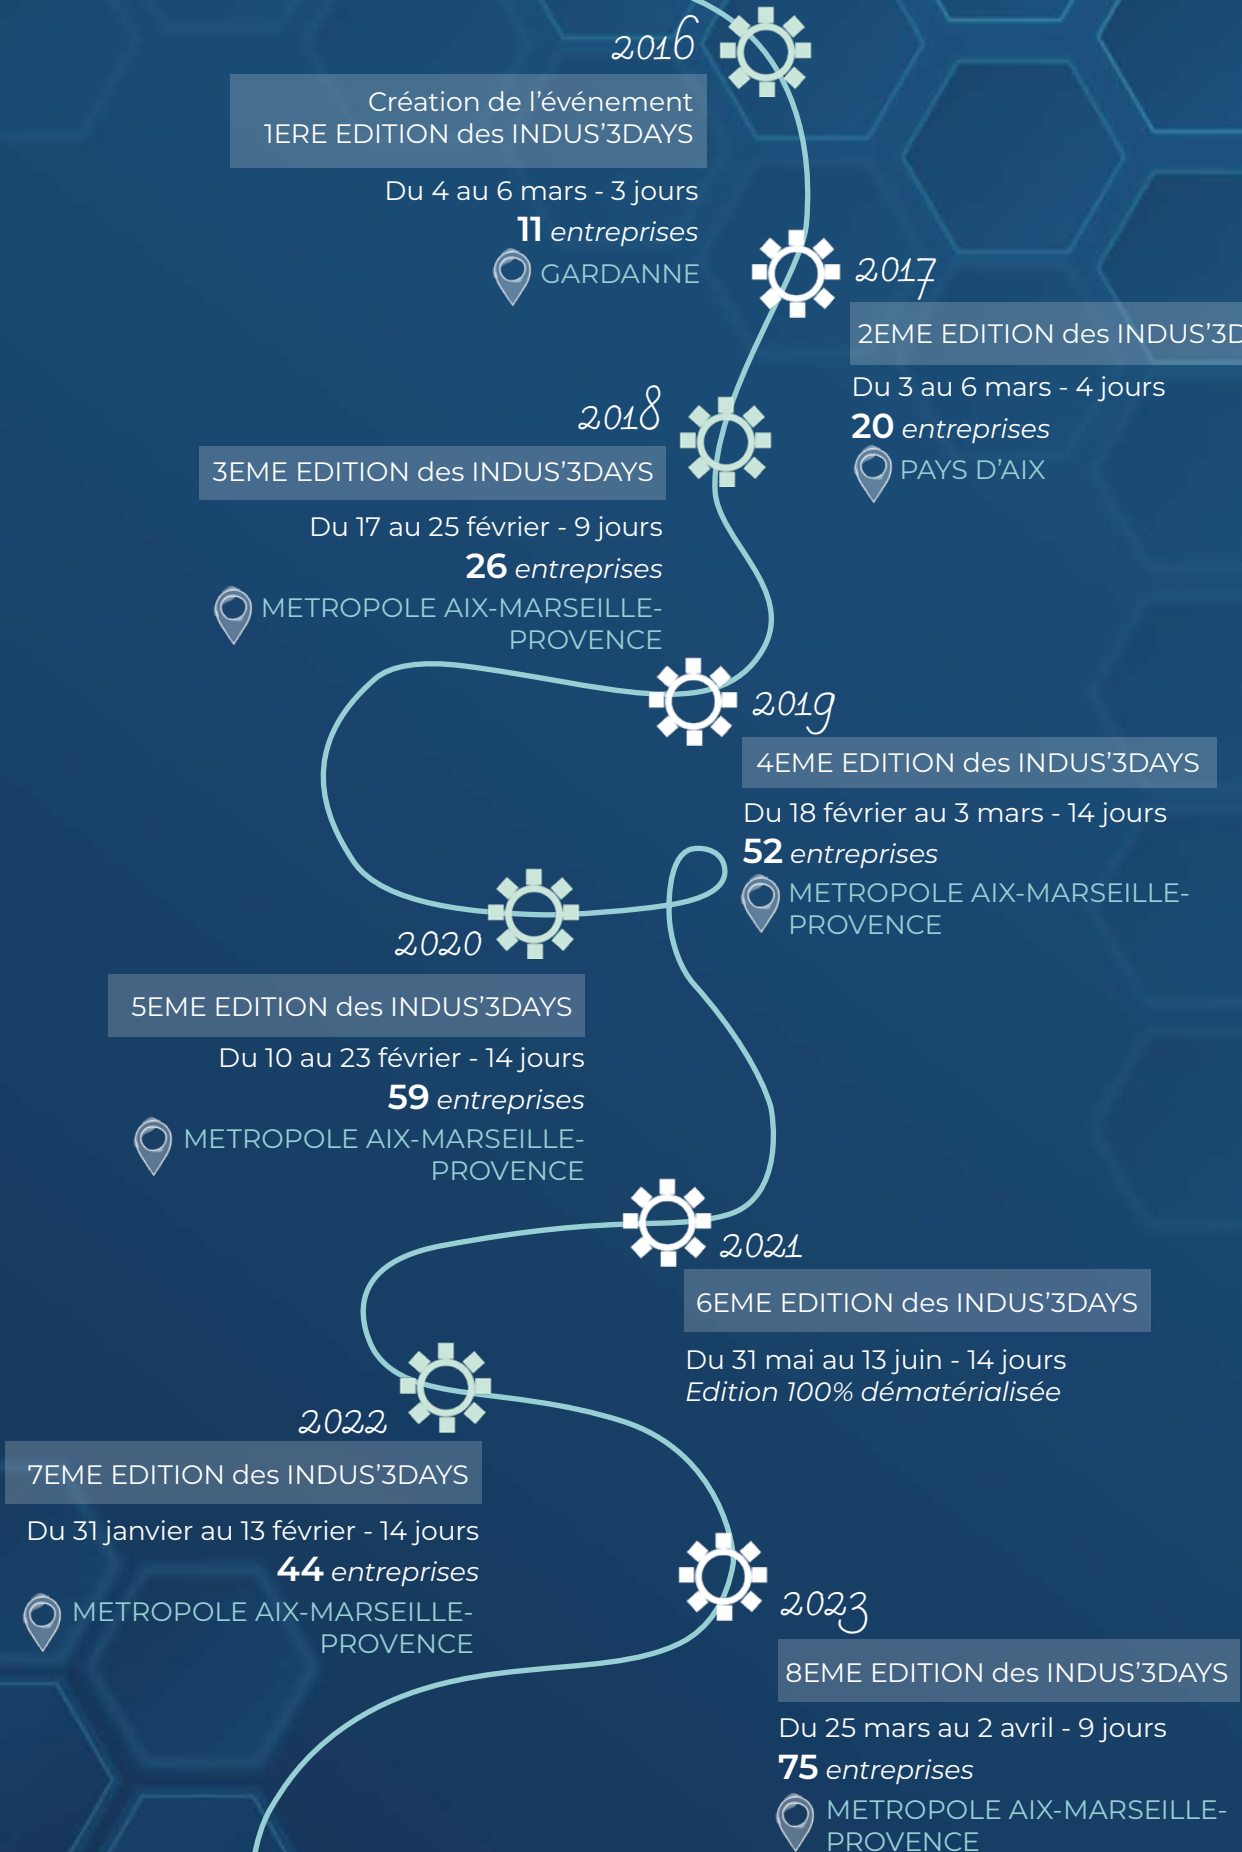 2016
Création de l'événement
1ERE EDITION des INDUS'3DAYS
Du 4 au 6 mars - 3 jours
11 entreprises
GARDANNE
2017
2EME EDITION des INDUS'3D
Du 3 au 6 mars - 4 jours
20 entreprises
PAYS D'AIX
2018
3EME EDITION des INDUS'3DAYS
Du 17 au 25 février - 9 jours
26 entreprises
METROPOLE AIX-MARSEILLE-
PROVENCE
2019
4EME EDITION des INDUS'3DAYS
Du 18 février au 3 mars - 14 jours
52 entreprises
METROPOLE AIX-MARSEILLE-
PROVENCE
2020
5EME EDITION des INDUS'3DAYS
Du 10 au 23 février - 14 jours
59 entreprises
METROPOLE AIX-MARSEILLE-
PROVENCE
2021
6EME EDITION des INDUS'3DAYS
Du 31 mai au 13 juin - 14 jours
Edition 100% dématérialisée
2022
7EME EDITION des INDUS'3DAYS
Du 31 janvier au 13 février - 14 jours
44 entreprises
METROPOLE AIX-MARSEILLE-
PROVENCE
2023
8EME EDITION des INDUS'3DAYS
Du 25 mars au 2 avril - 9 jours
75 entreprises
METROPOLE AIX-MARSEILLE-
PROVENCE